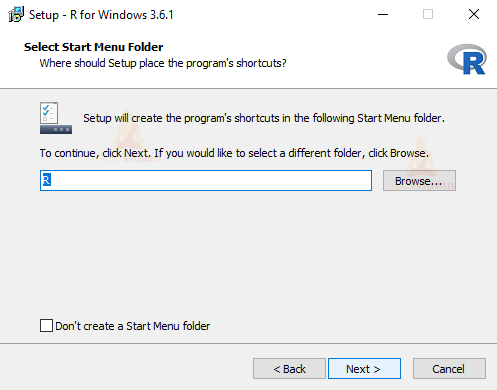 Setup - R for Windows 3.6.1
Select Start Menu Folder
Where should Setup place the program's shortcuts?
R
Setup will create the program's shortcuts in the following Start Menu folder.
To continue, click Next. If you would like to select a different folder, click Browse.
R
Browse...
Don't create a Start Menu folder
< Back
Next >
Cancel